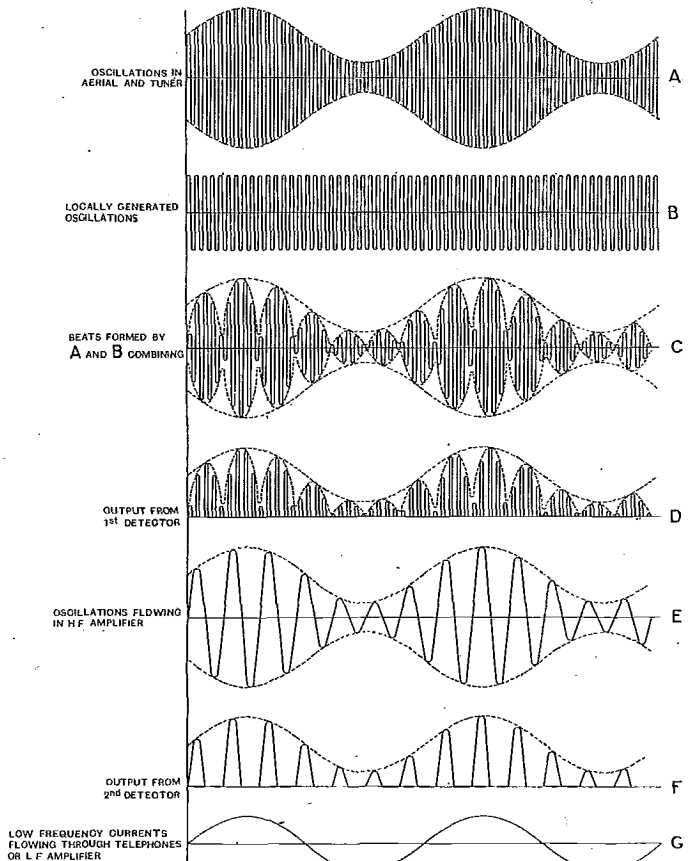 OSCILLATIONS IN
AERIAL AND TUNER
A
LOCALLY GENERATED
OSCILLATIONS
B
BEATS FORMED BY
A AND B COMBINING
C
OUTPUT FROM
1st DETECTOR
D
OSCILLATIONS FLOWING
IN H F AMPLIFIER
E
OUTPUT FROM
2nd DETECTOR
F
LOW FREQUENCY CURRENTS
FLOWING THROUGH TELEPHONES
OR L F AMPLIFIER
G